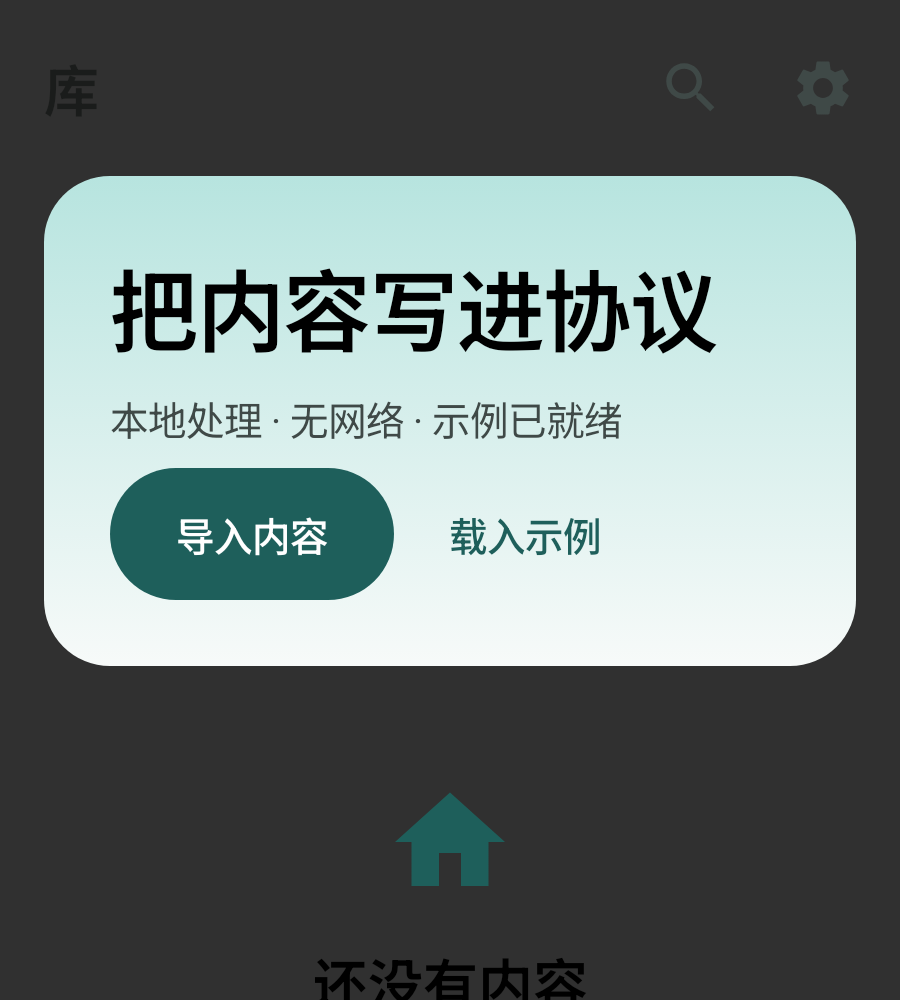 库
把内容写进协议
本地处理 · 无网络 · 示例已就绪
导入内容
载入示例
还没有内容